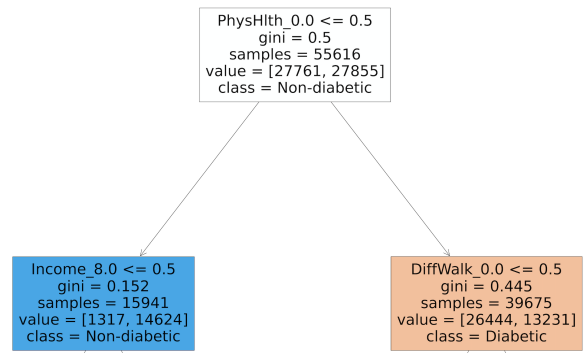 PhysHlth_0.0 <= 0.5
gini = 0.5
samples = 55616
value = [27761, 27855]
class = Non-diabetic
Income_8.0 <= 0.5
gini = 0.152
samples = 15941
value = [1317, 14624]
class = Non-diabetic
DiffWalk_0.0 <= 0.5
gini = 0.445
samples = 39675
value = [26444, 13231]
class = Diabetic